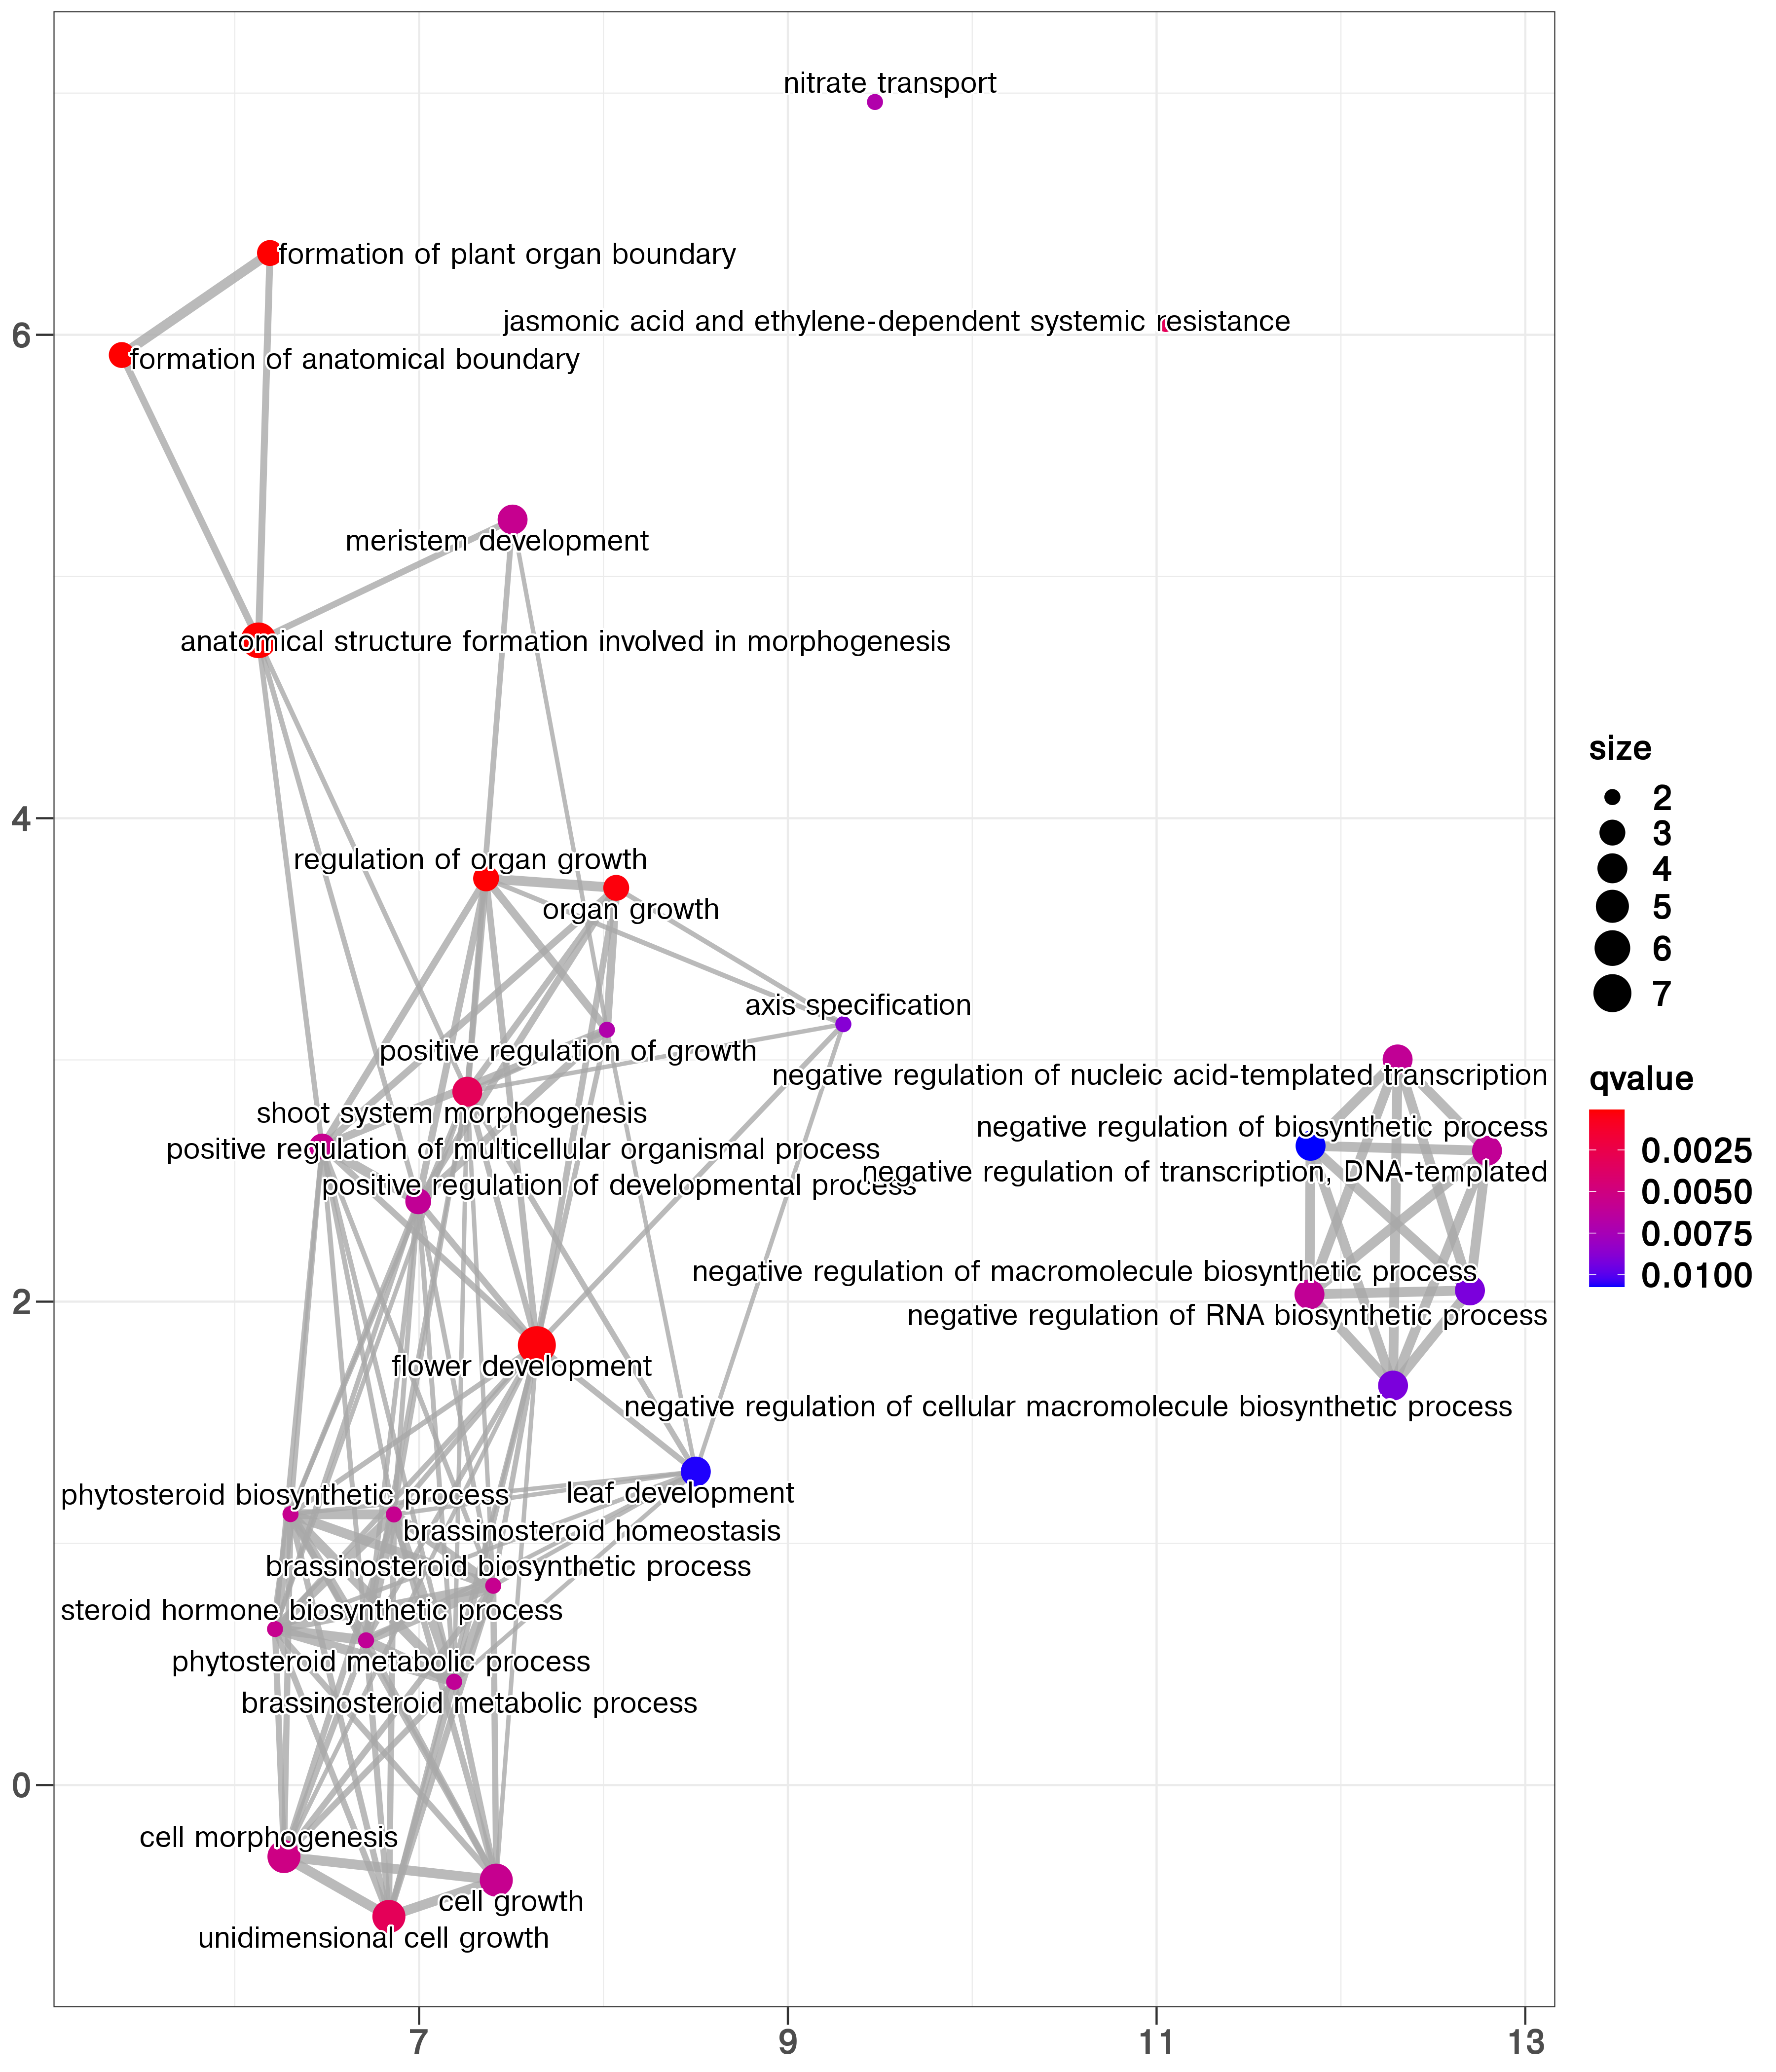 nitrate transport
formation of plant organ boundary
jasmonic acid and ethylene-dependent systemic resistance
6
formation of anatomical boundary
meristem development
anatomical structure formation involved in morphogenesis
size
2
3
4
5
6
7
4
regulation of organ growth
organ growth
axis specification
positive regulation of growth
negative regulation of nucleic acid-templated transcription
qvalue
0.0025
0.0050
0.0075
0.0100
shoot system morphogenesis
negative regulation of biosynthetic process
positive regulation of multicellular organismal process
negative regulation of transcription, DNA-templated
positive regulation of developmental process
negative regulation of macromolecule biosynthetic process
2
negative regulation of RNA biosynthetic process
flower development
negative regulation of cellular macromolecule biosynthetic process
leaf development
phytosteroid biosynthetic process
brassinosteroid homeostasis
brassinosteroid biosynthetic process
steroid hormone biosynthetic process
phytosteroid metabolic process
brassinosteroid metabolic process
0
cell morphogenesis
cell growth
unidimensional cell growth
7
9
11
13